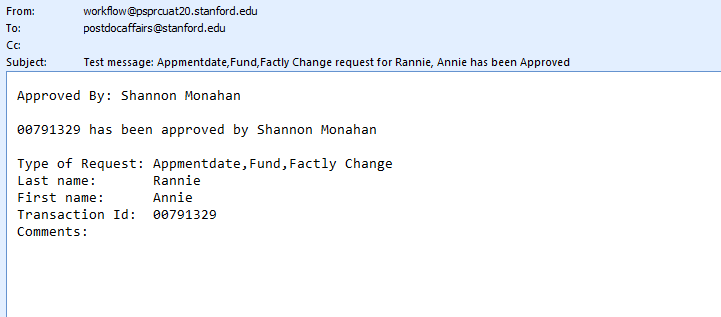 From: workflow@psprcuat20.stanford.edu
To: postdocaffairs@stanford.edu
Cc:
Subject: Test message: Appmentdate,Fund,Factly Change request for Rannie, Annie has been Approved
Approved By: Shannon Monahan
00791329 has been approved by Shannon Monahan
Type of Request: Appmentdate,Fund,Factly Change
Last name: Rannie
First name: Annie
Transaction Id: 00791329
Comments: